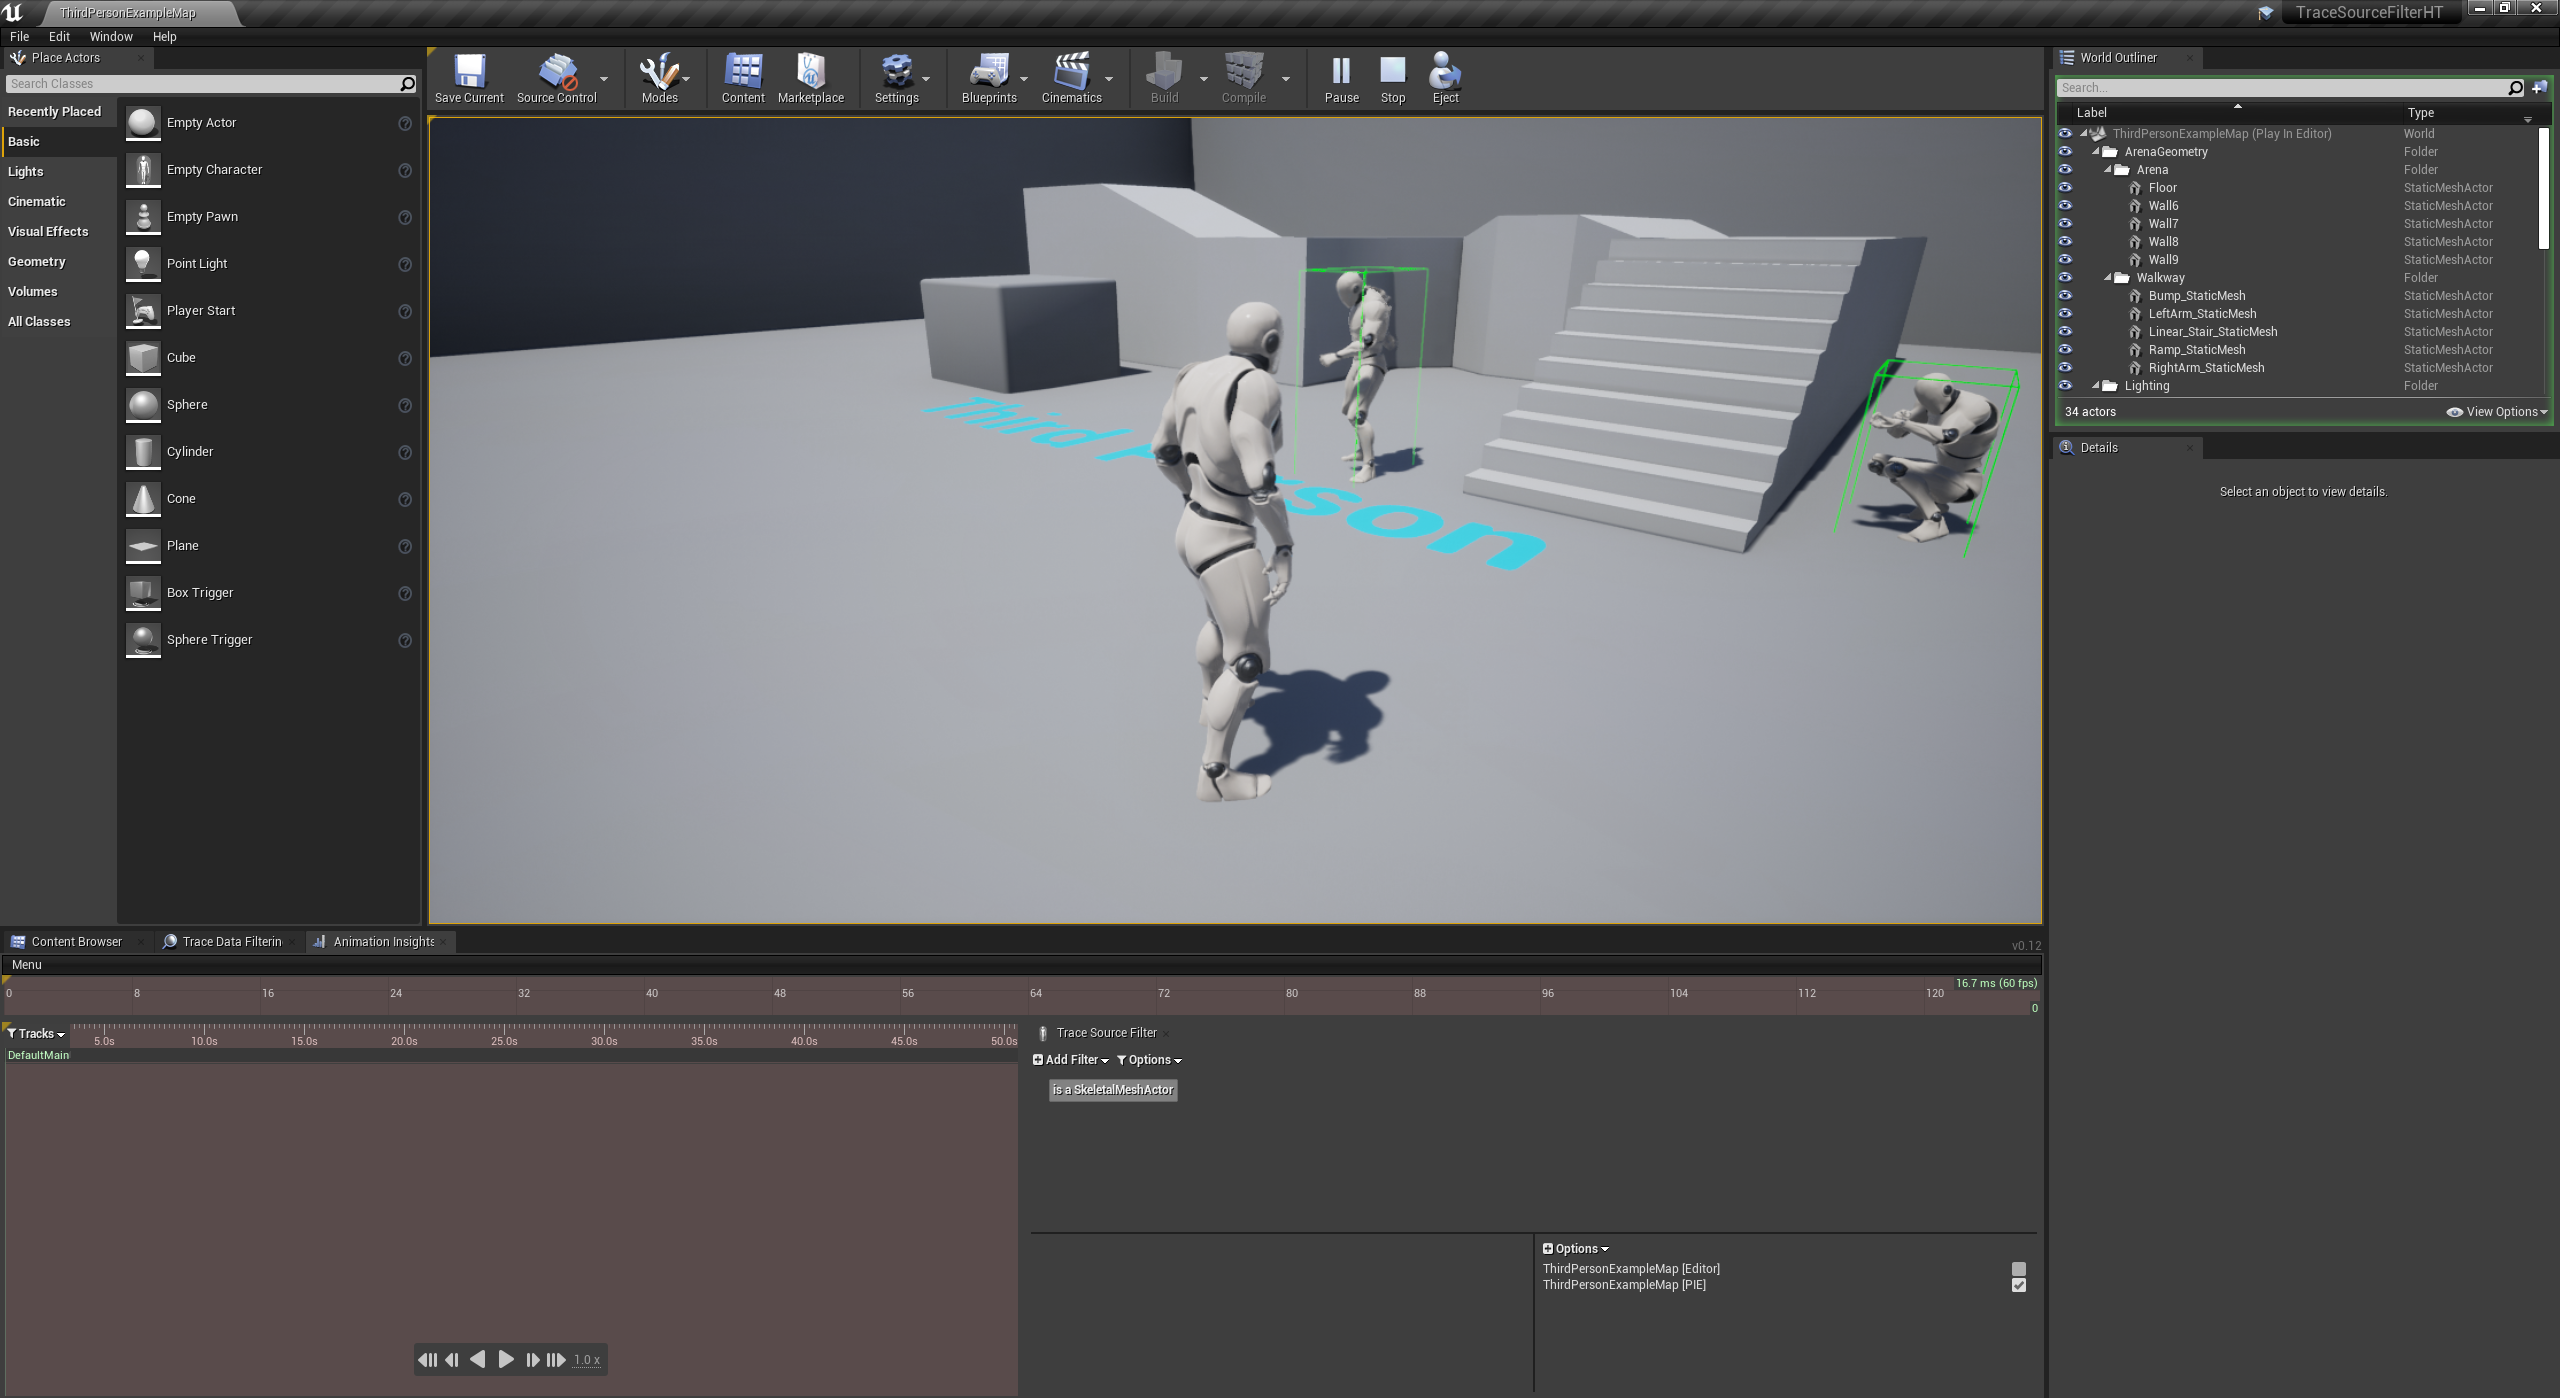 ThirdPersonExampleMap
TraceSourceFilterHT
File Edit Window Help
Place Actors
Search Classes
Recently Placed
Basic
Lights
Cinematic
Visual Effects
Geometry
Volumes
All Classes
Empty Actor
Empty Character
Empty Pawn
Point Light
Player Start
Cube
Sphere
Cylinder
Cone
Plane
Box Trigger
Sphere Trigger
Save Current Source Control Modes Content Marketplace Settings Blueprints Cinematics Build Compile Pause Stop Eject
Third son
World Outliner
Search...
Label Type
ThirdPersonExampleMap (Play In Editor) World
ArenaGeometry Folder
Arena Folder
Floor StaticMeshActor
Wall6 StaticMeshActor
Wall7 StaticMeshActor
Wall8 StaticMeshActor
Wall9 StaticMeshActor
Walkway Folder
Bump_StaticMesh StaticMeshActor
LeftArm_StaticMesh StaticMeshActor
Linear_Stair_StaticMesh StaticMeshActor
Ramp_StaticMesh StaticMeshActor
RightArm_StaticMesh StaticMeshActor
Lighting Folder
34 actors View Options
Details
Select an object to view details.
Content Browser Trace Data Filterin Animation Insights
v0.12
Menu
16.7 ms (60 fps)
0 8 16 24 32 40 48 56 64 72 80 88 96 104 112 120
0
Tracks
5.0s 10.0s 15.0s 20.0s 25.0s 30.0s 35.0s 40.0s 45.0s 50.0s
DefaultMain
1.0 x
Trace Source Filter
Add Filter Options
is a SkeletalMeshActor
Options
ThirdPersonExampleMap [Editor]
ThirdPersonExampleMap [PIE]